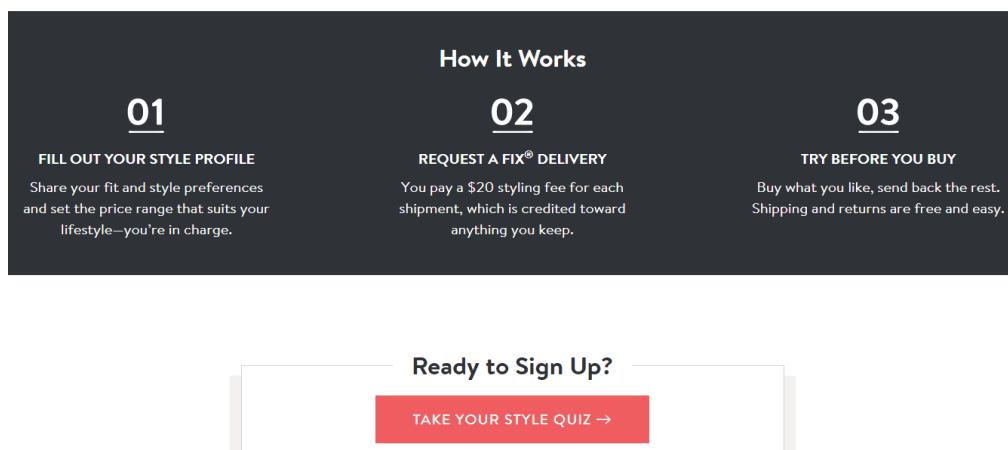 How It Works
01
FILL OUT YOUR STYLE PROFILE
Share your fit and style preferences
and set the price range that suits your
lifestyle—you're in charge.
02
REQUEST A FIX® DELIVERY
You pay a $20 styling fee for each
shipment, which is credited toward
anything you keep.
03
TRY BEFORE YOU BUY
Buy what you like, send back the rest.
Shipping and returns are free and easy.
Ready to Sign Up?
TAKE YOUR STYLE QUIZ →